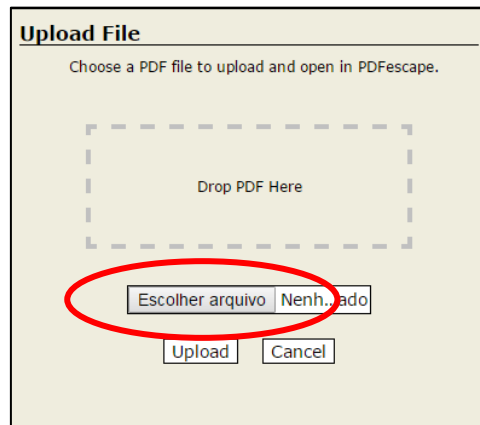 Upload File
Choose a PDF file to upload and open in PDFescape.
Drop PDF Here
Escolher arquivo Nenh...ado
Upload Cancel